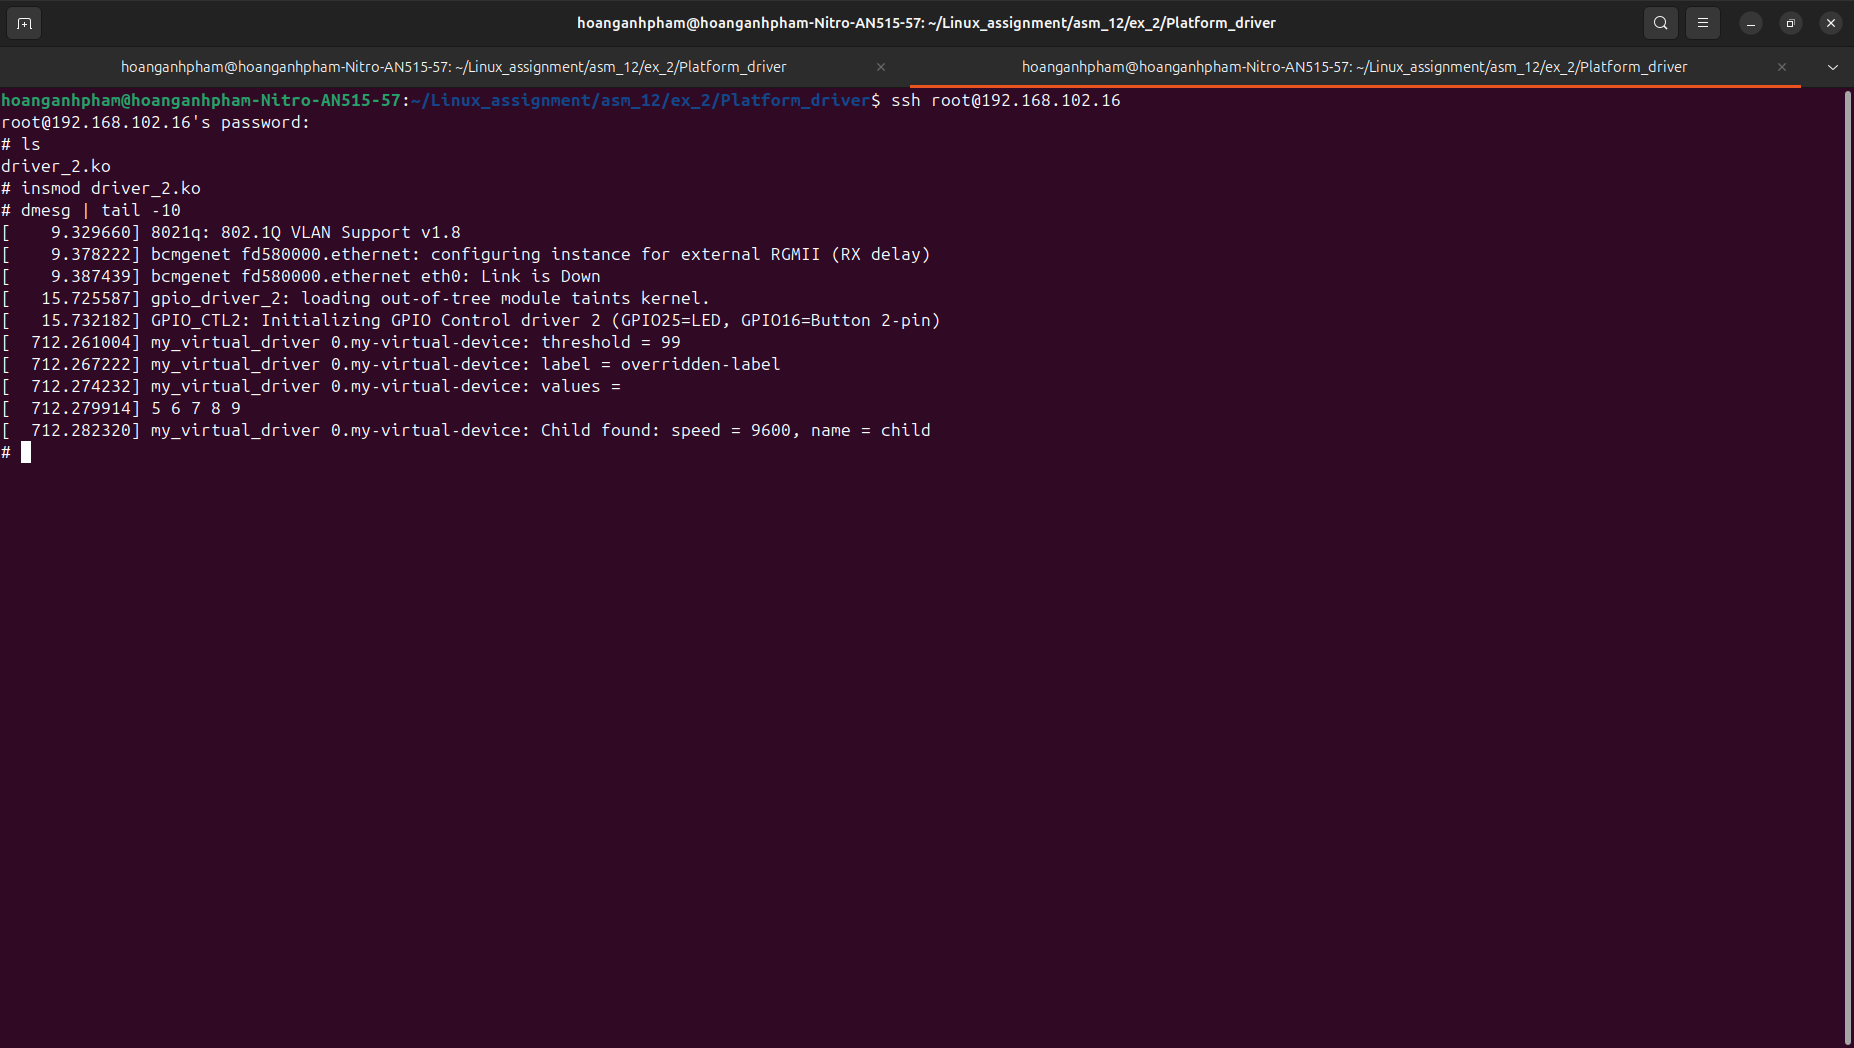 hoanganhpham@hoanganhpham-Nitro-AN515-57: ~/Linux_assignment/asm_12/ex_2/Platform_driver
hoanganhpham@hoanganhpham-Nitro-AN515-57: ~/Linux_assignment/asm_12/ex_2/Platform_driver
hoanganhpham@hoanganhpham-Nitro-AN515-57: ~/Linux_assignment/asm_12/ex_2/Platform_driver
hoanganhpham@hoanganhpham-Nitro-AN515-57:~/Linux_assignment/asm_12/ex_2/Platform_driver$ ssh root@192.168.102.16
root@192.168.102.16's password:
# ls
driver_2.ko
# insmod driver_2.ko
# dmesg | tail -10
[    9.329660] 8021q: 802.1Q VLAN Support v1.8
[    9.378222] bcmgenet fd580000.ethernet: configuring instance for external RGMII (RX delay)
[    9.387439] bcmgenet fd580000.ethernet eth0: Link is Down
[   15.725587] gpio_driver_2: loading out-of-tree module taints kernel.
[   15.732182] GPIO_CTL2: Initializing GPIO Control driver 2 (GPIO25=LED, GPIO16=Button 2-pin)
[  712.261004] my_virtual_driver 0.my-virtual-device: threshold = 99
[  712.267222] my_virtual_driver 0.my-virtual-device: label = overridden-label
[  712.274232] my_virtual_driver 0.my-virtual-device: values =
[  712.279914] 5 6 7 8 9
[  712.282320] my_virtual_driver 0.my-virtual-device: Child found: speed = 9600, name = child
#